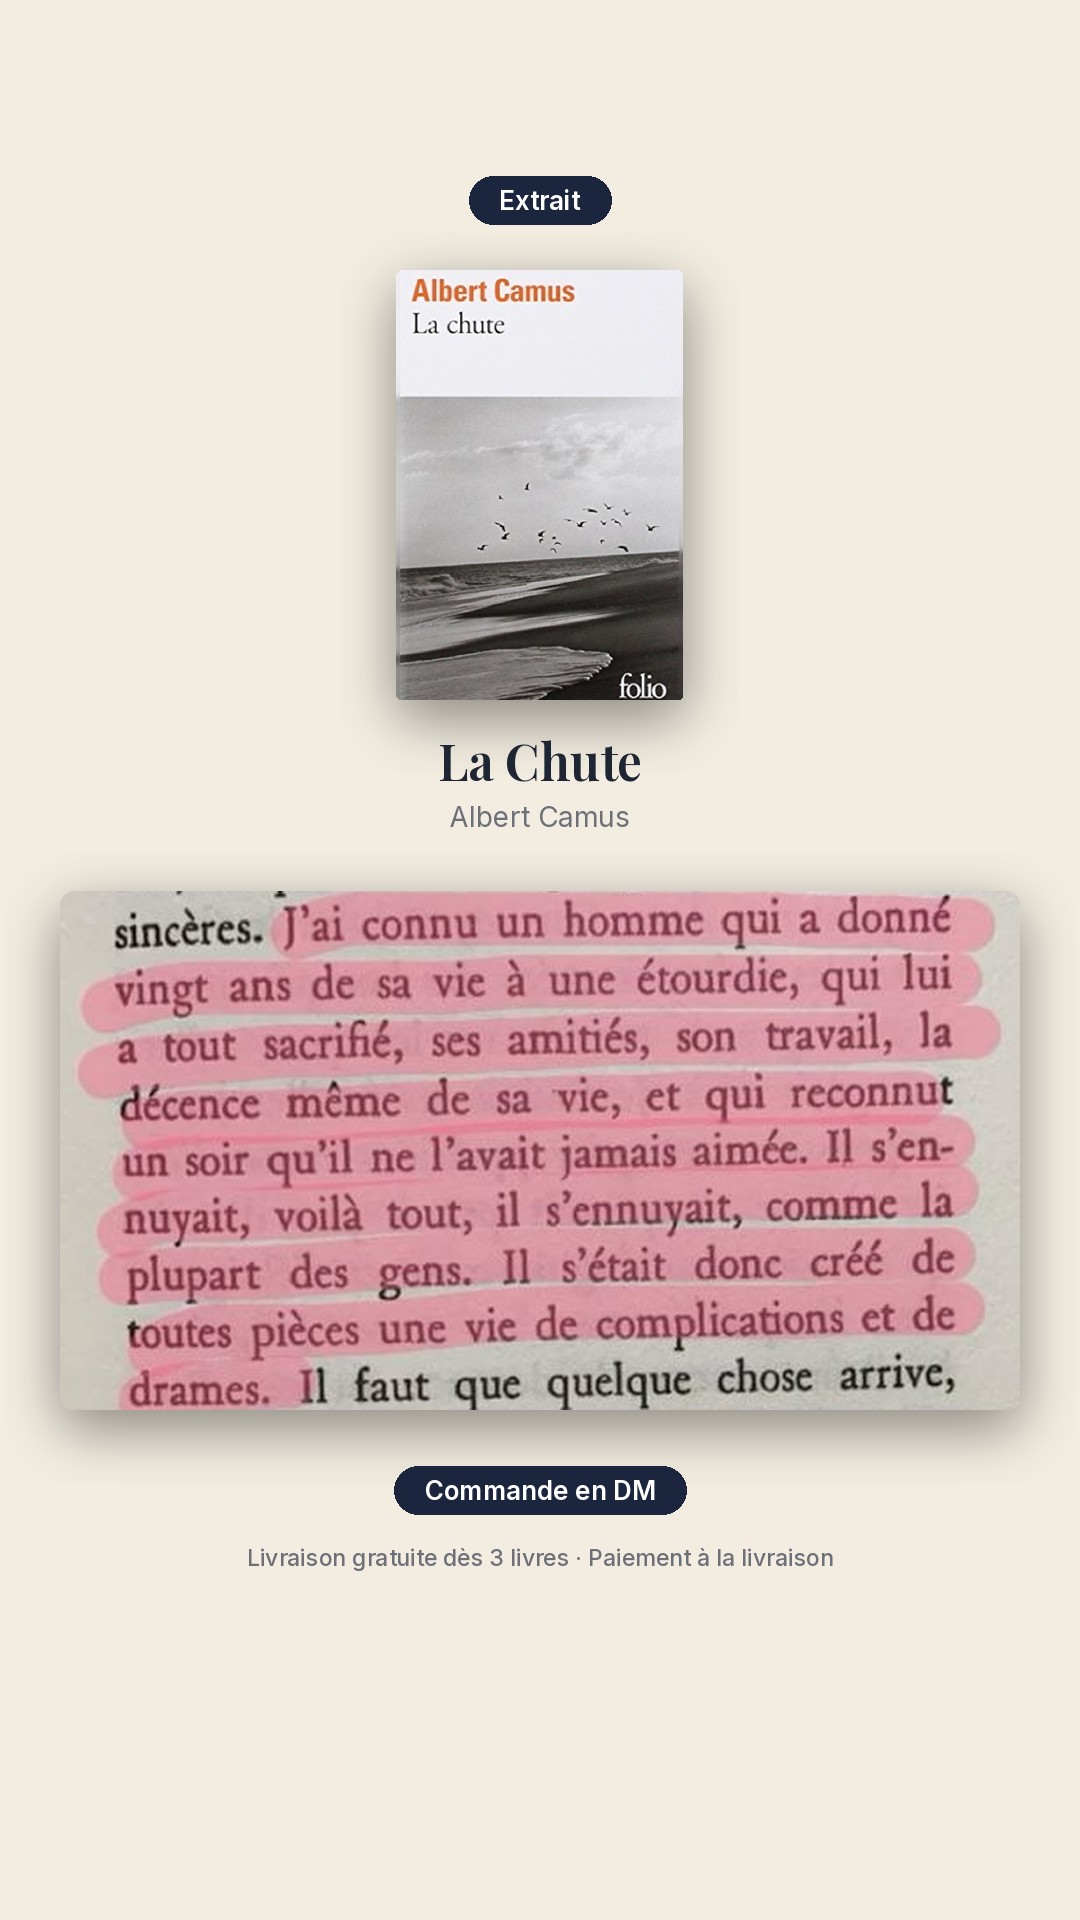 Extrait
Albert Camus
La chute
folio
La Chute
Albert Camus
sincères. J'ai connu un homme qui a donné
vingt ans de sa vie à une étourdie, qui lui
a tout sacrifié, ses amitiés, son travail, la
décence même de sa vie, et qui reconnut
un soir qu'il ne l'avait jamais aimée. Il s'en-
nuyait, voilà tout, il s'ennuyait, comme la
plupart des gens. Il s'était donc créé de
toutes pièces une vie de complications et de
drames. Il faut que quelque chose arrive,
Commande en DM
Livraison gratuite dès 3 livres · Paiement à la livraison